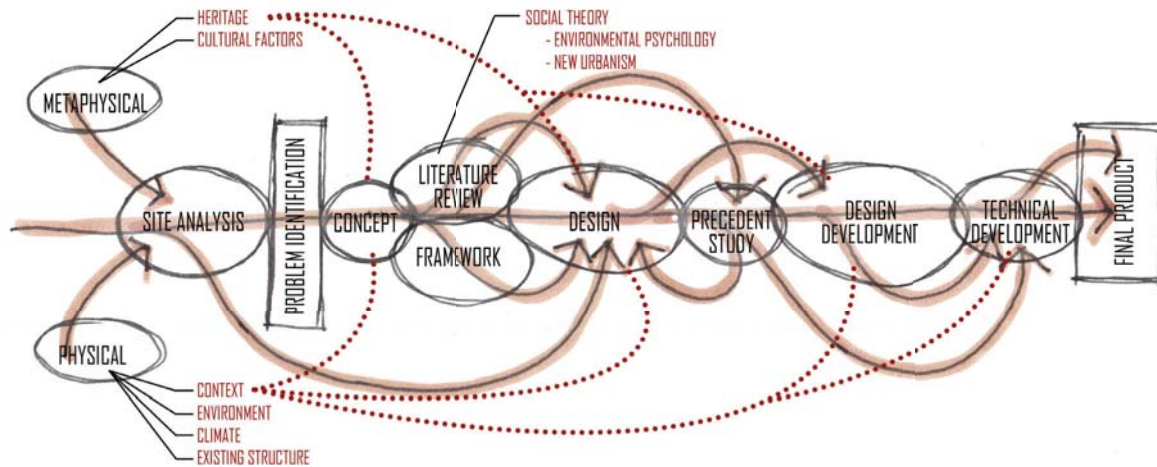 HERITAGE
CULTURAL FACTORS
SOCIAL THEORY
- ENVIRONMENTAL PSYCHOLOGY
- NEW URBANISM
METAPHYSICAL
SITE ANALYSIS
PROBLEM IDENTIFICATION
CONCEPT
LITERATURE
REVIEW
FRAMEWORK
DESIGN
PRECEDENT
STUDY
DESIGN
DEVELOPMENT
TECHNICAL
DEVELOPMENT
FINAL PRODUCT
PHYSICAL
CONTEXT
ENVIRONMENT
CLIMATE
EXISTING STRUCTURE